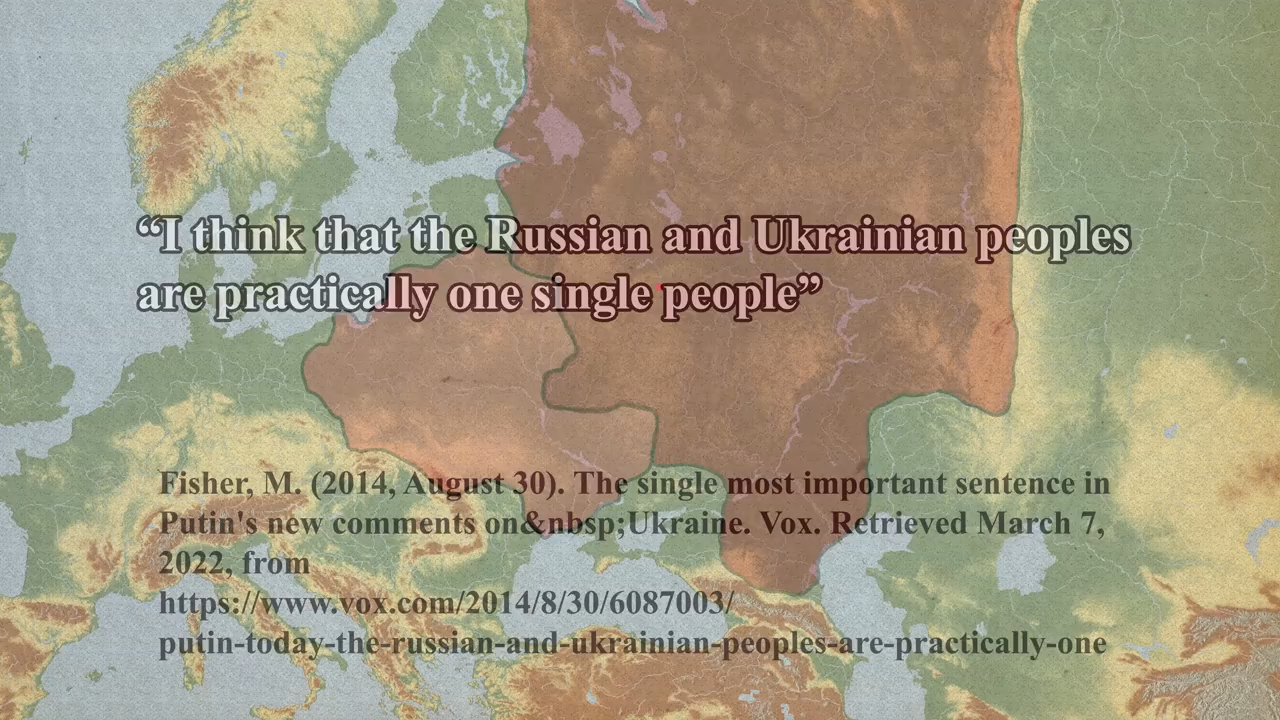 “I think that the Russian and Ukrainian peoples
are practically one single people”
Fisher, M. (2014, August 30). The single most important sentence in
Putin's new comments on&nbsp;Ukraine. Vox. Retrieved March 7,
2022, from
https://www.vox.com/2014/8/30/6087003/
putin-today-the-russian-and-ukrainian-peoples-are-practically-one